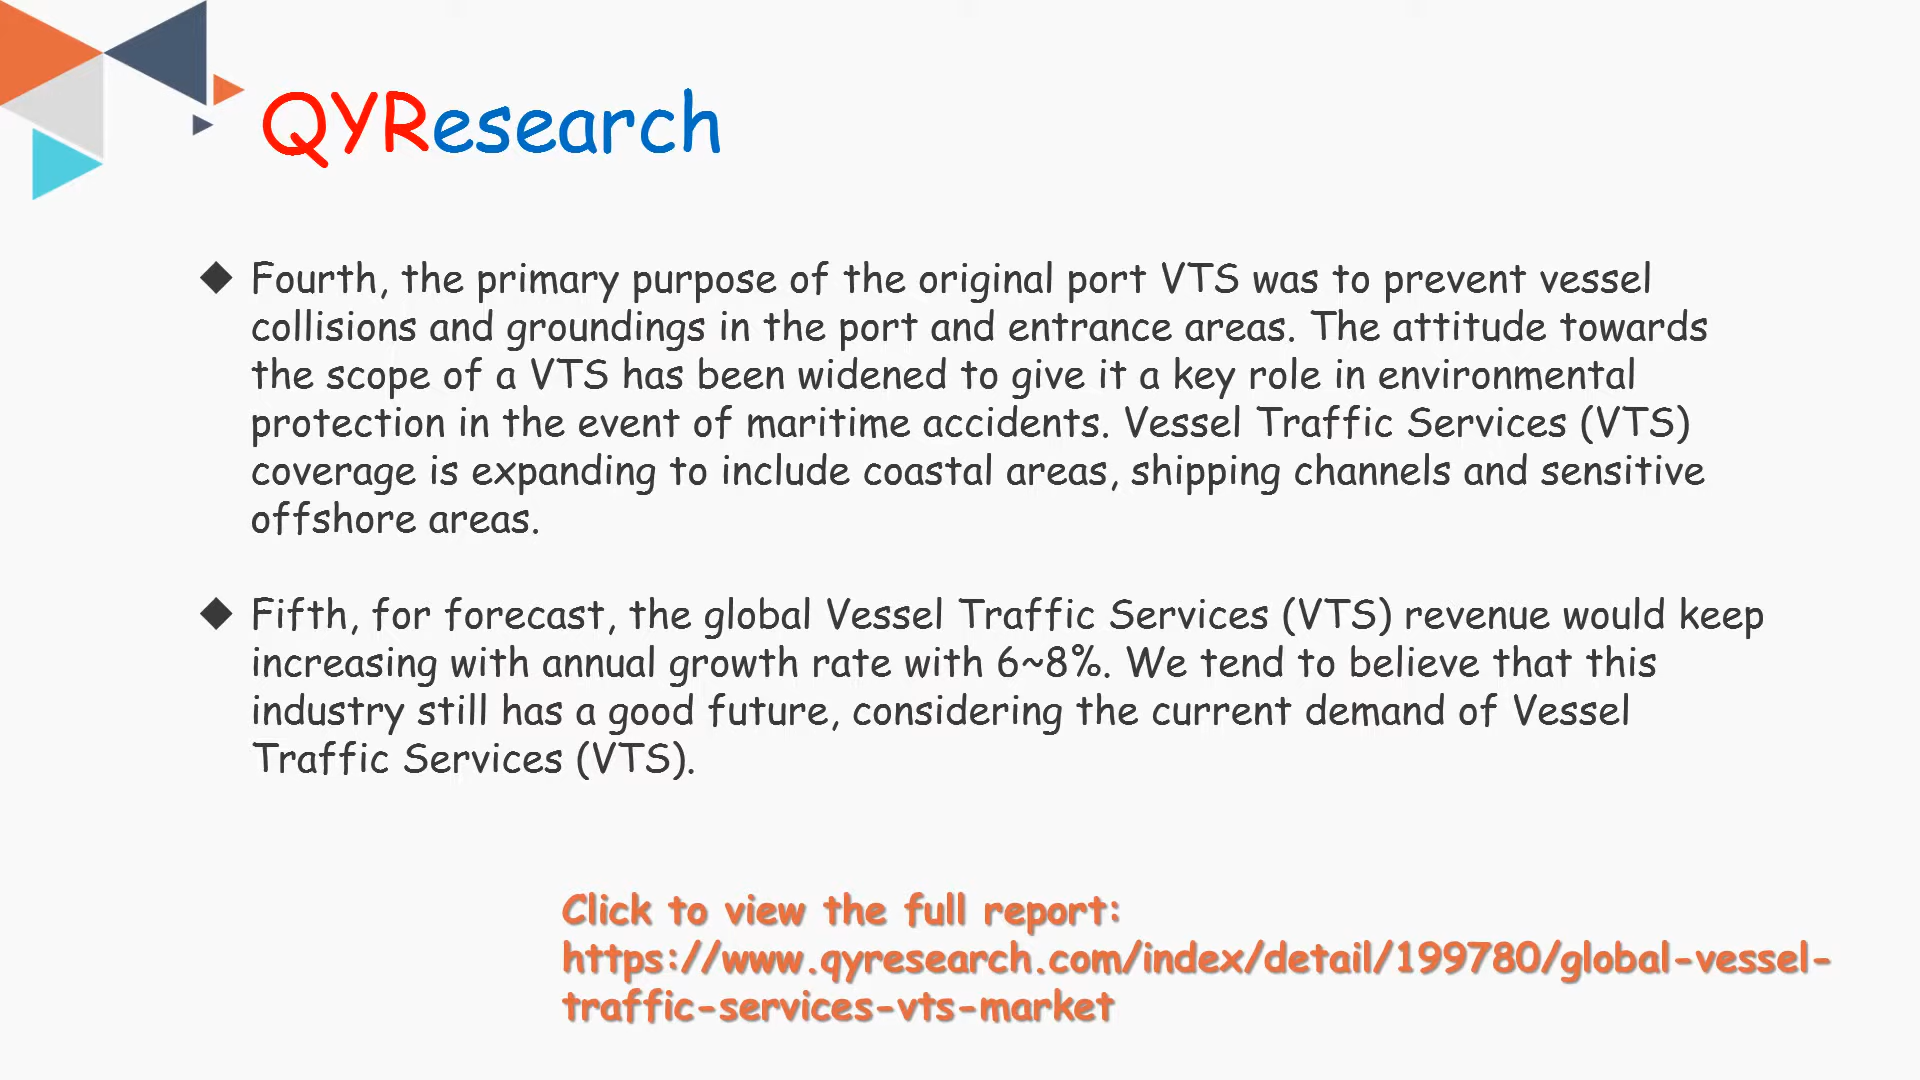 QYResearch
Fourth, the primary purpose of the original port VTS was to prevent vessel
collisions and groundings in the port and entrance areas. The attitude towards
the scope of a VTS has been widened to give it a key role in environmental
protection in the event of maritime accidents. Vessel Traffic Services (VTS)
coverage is expanding to include coastal areas, shipping channels and sensitive
offshore areas.
Fifth, for forecast, the global Vessel Traffic Services (VTS) revenue would keep
increasing with annual growth rate with 6~8%. We tend to believe that this
industry still has a good future, considering the current demand of Vessel
Traffic Services (VTS).
Click to view the full report:
https://www.qyresearch.com/index/detail/199780/global-vessel-
traffic-services-vts-market